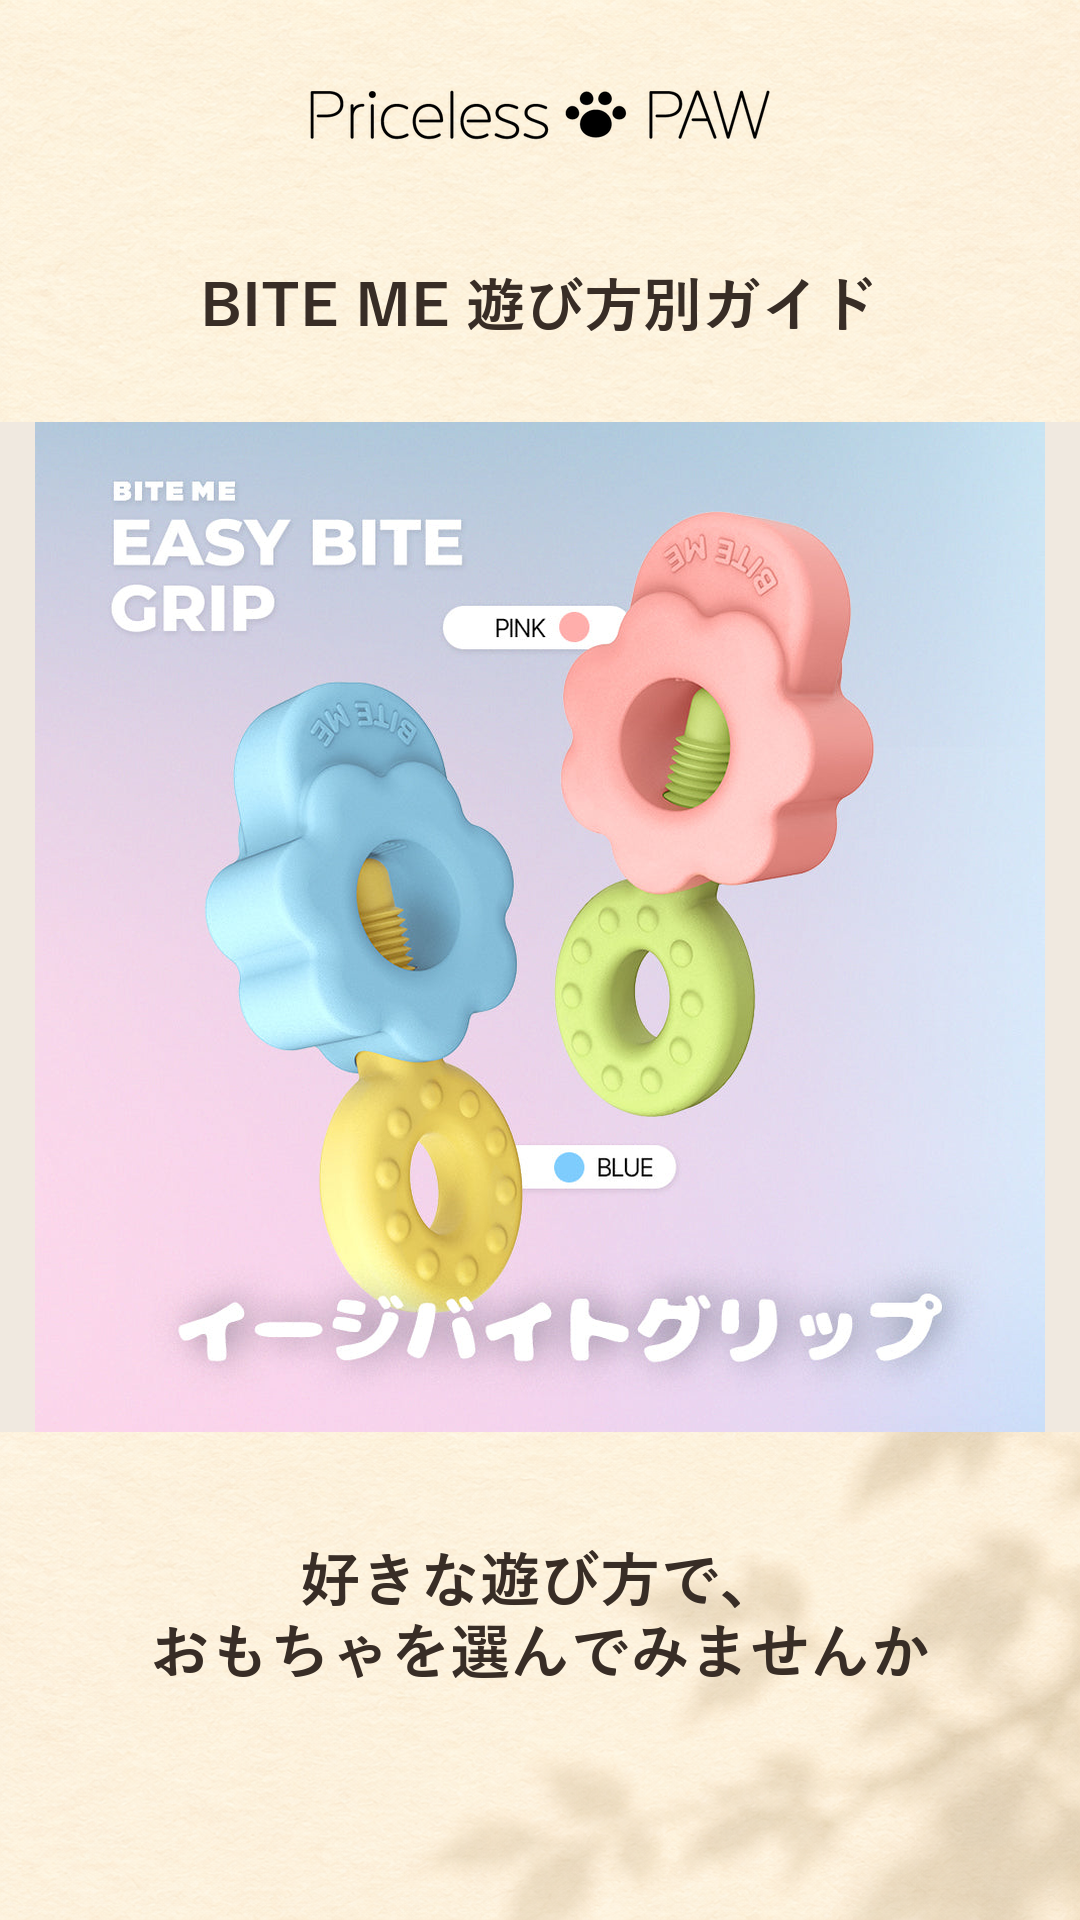 Priceless PAW
BITE ME 遊び方別ガイド
BITE ME
EASY BITE
GRIP
BITE ME
PINK
BITE ME
BLUE
イージーバイトグリップ
好きな遊び方で、
おもちゃを選んでみませんか